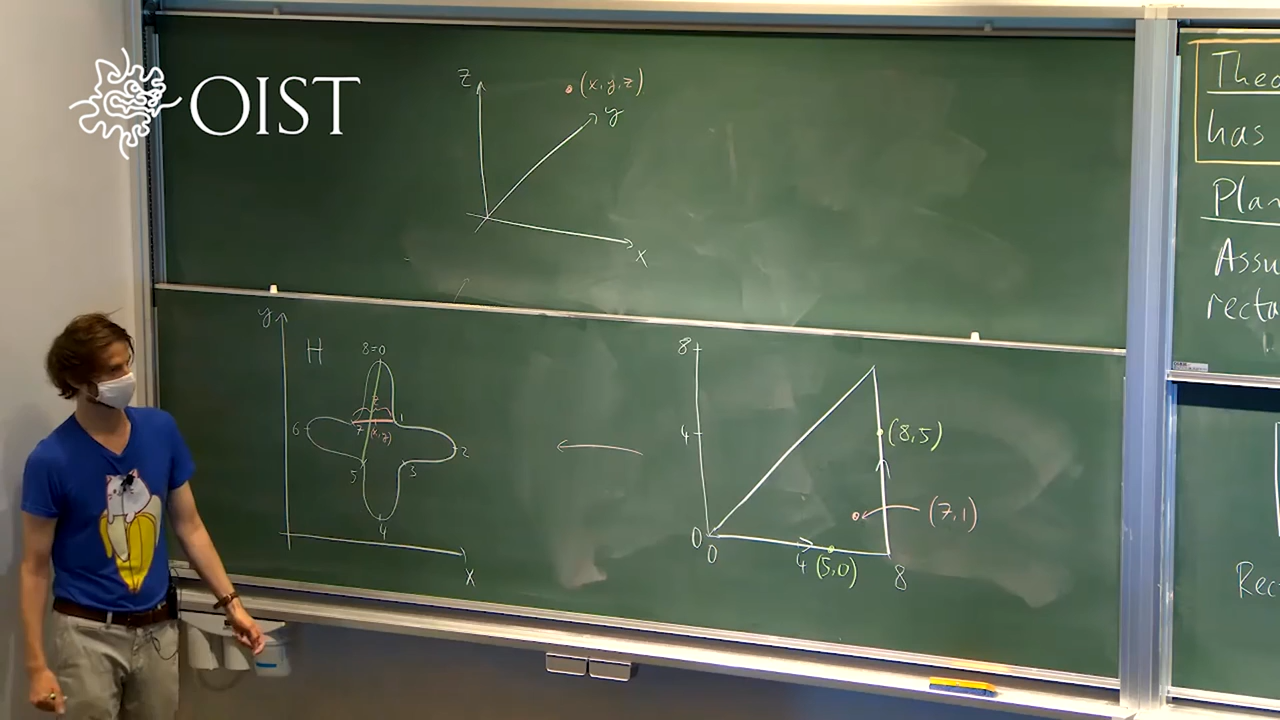 OIST
z
(x,y,z)
y
x
y
H
8=0
z
6
7
(x,y)
1
2
5
3
4
x
8
4
0
0
4
(5,0)
8
(8,5)
(7,1)
Theo
has
Plan
Assu
recta
Rec